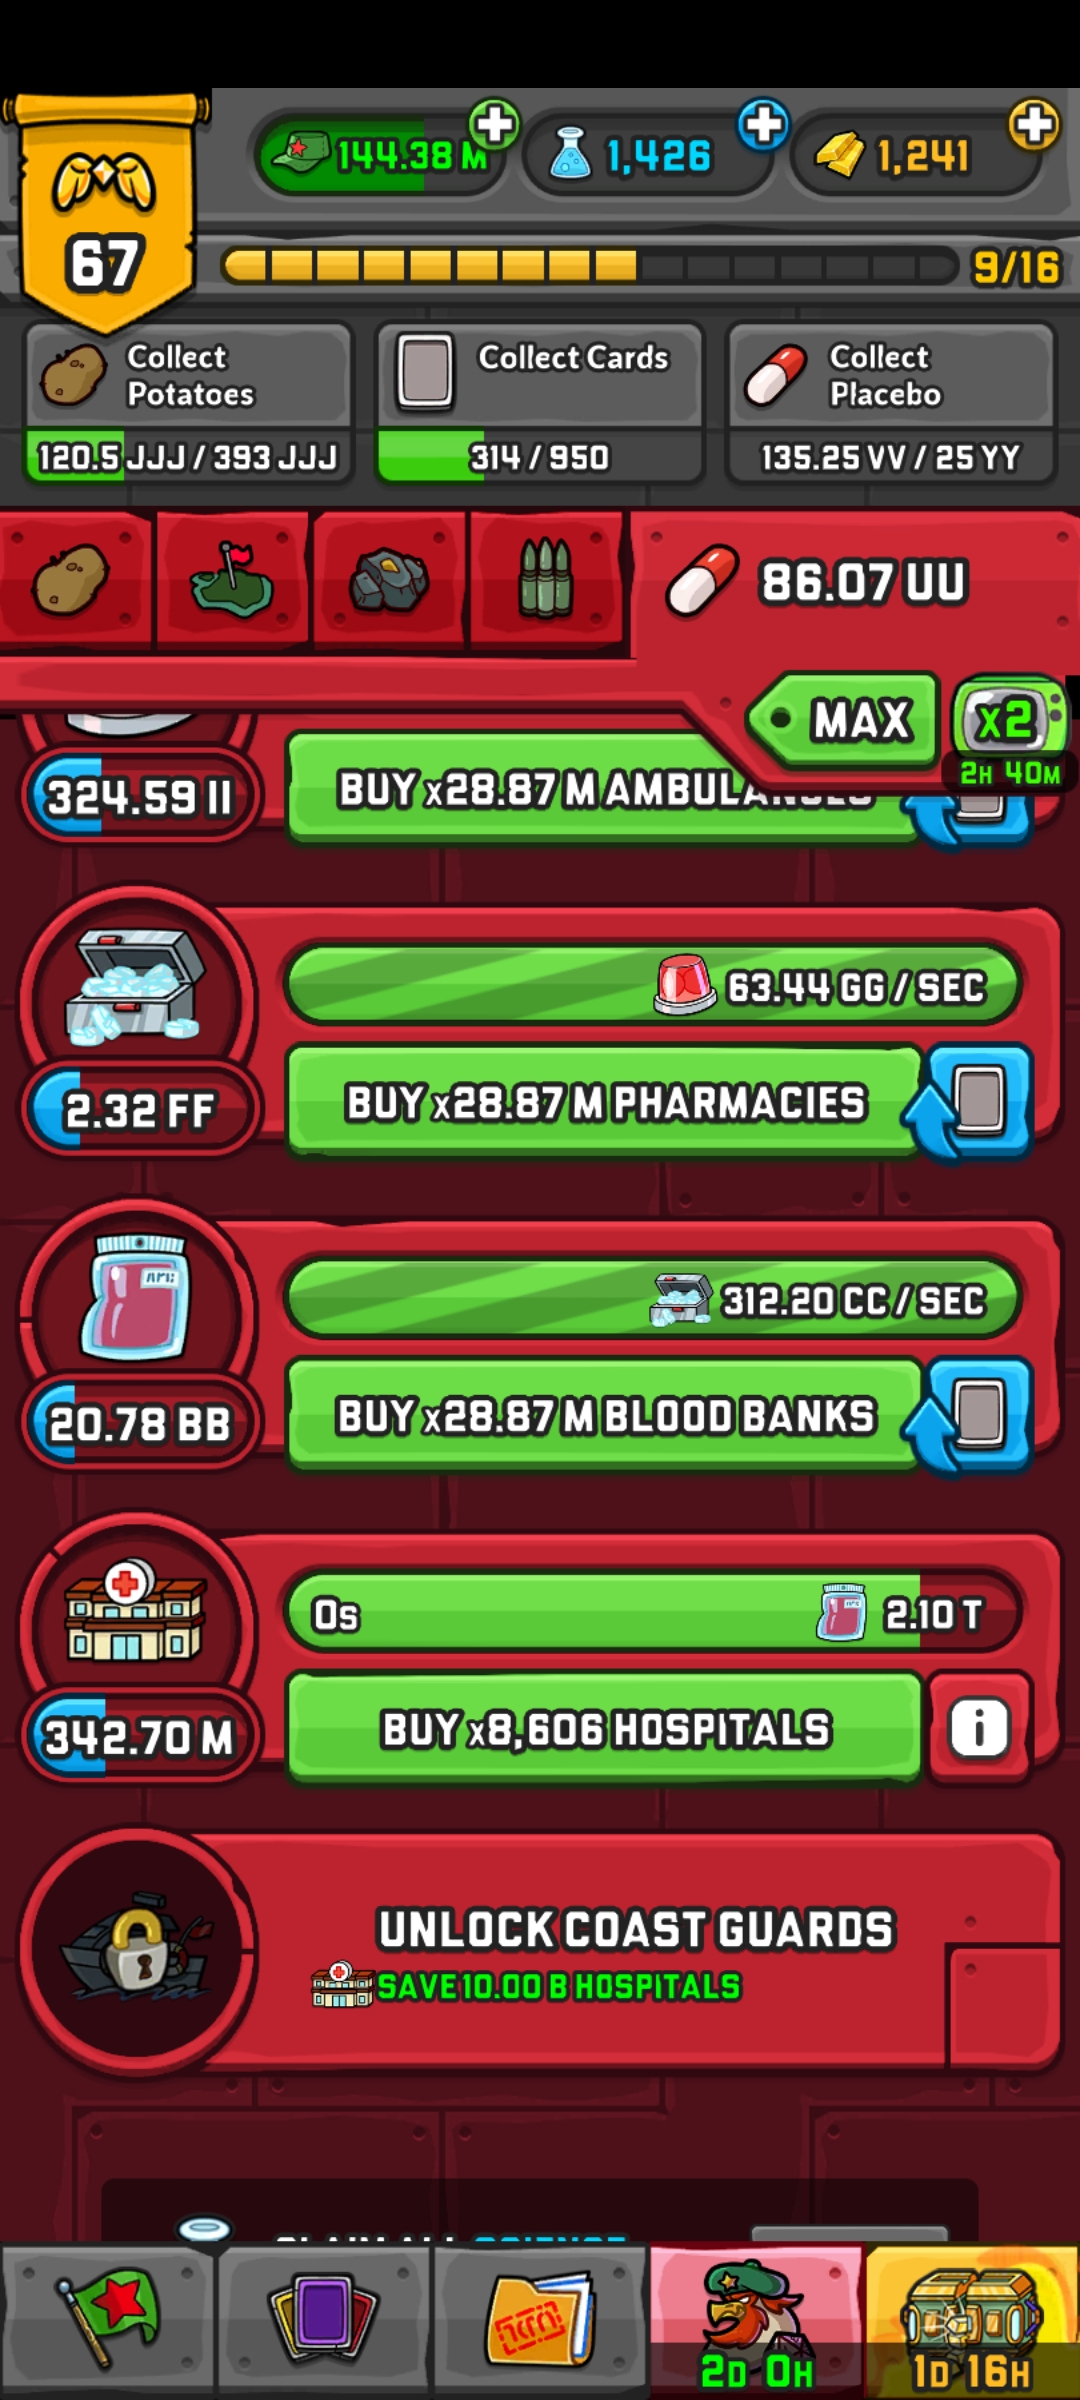 144.38 M
1,426
1,241
67
9/16
Collect Potatoes
120.5 JJJ / 393 JJJ
Collect Cards
314 / 950
Collect Placebo
135.25 VV / 25 YY
86.07 UU
MAX
x2
2H 40M
324.59 II
BUY x28.87 M AMBULANCES
63.44 GG / SEC
2.32 FF
BUY x28.87 M PHARMACIES
312.20 CC / SEC
20.78 BB
BUY x28.87 M BLOOD BANKS
0s
2.10 T
342.70 M
BUY x8,606 HOSPITALS
i
UNLOCK COAST GUARDS
SAVE 10.00 B HOSPITALS
2D 0H
1D 16H